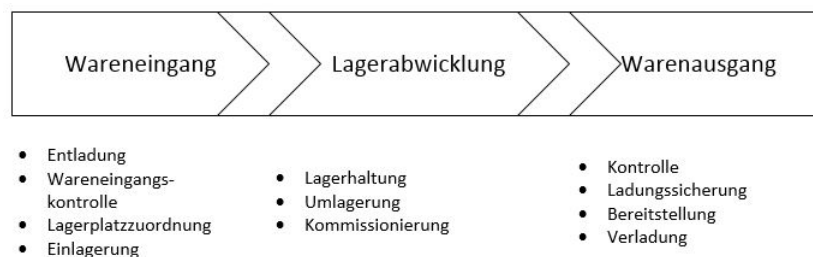 Wareneingang
Lagerabwicklung
Warenausgang
• Entladung
• Wareneingangs-
kontrolle
• Lagerplatzzuordnung
• Einlagerung
• Lagerhaltung
• Umlagerung
• Kommissionierung
• Kontrolle
• Ladungssicherung
• Bereitstellung
• Verladung